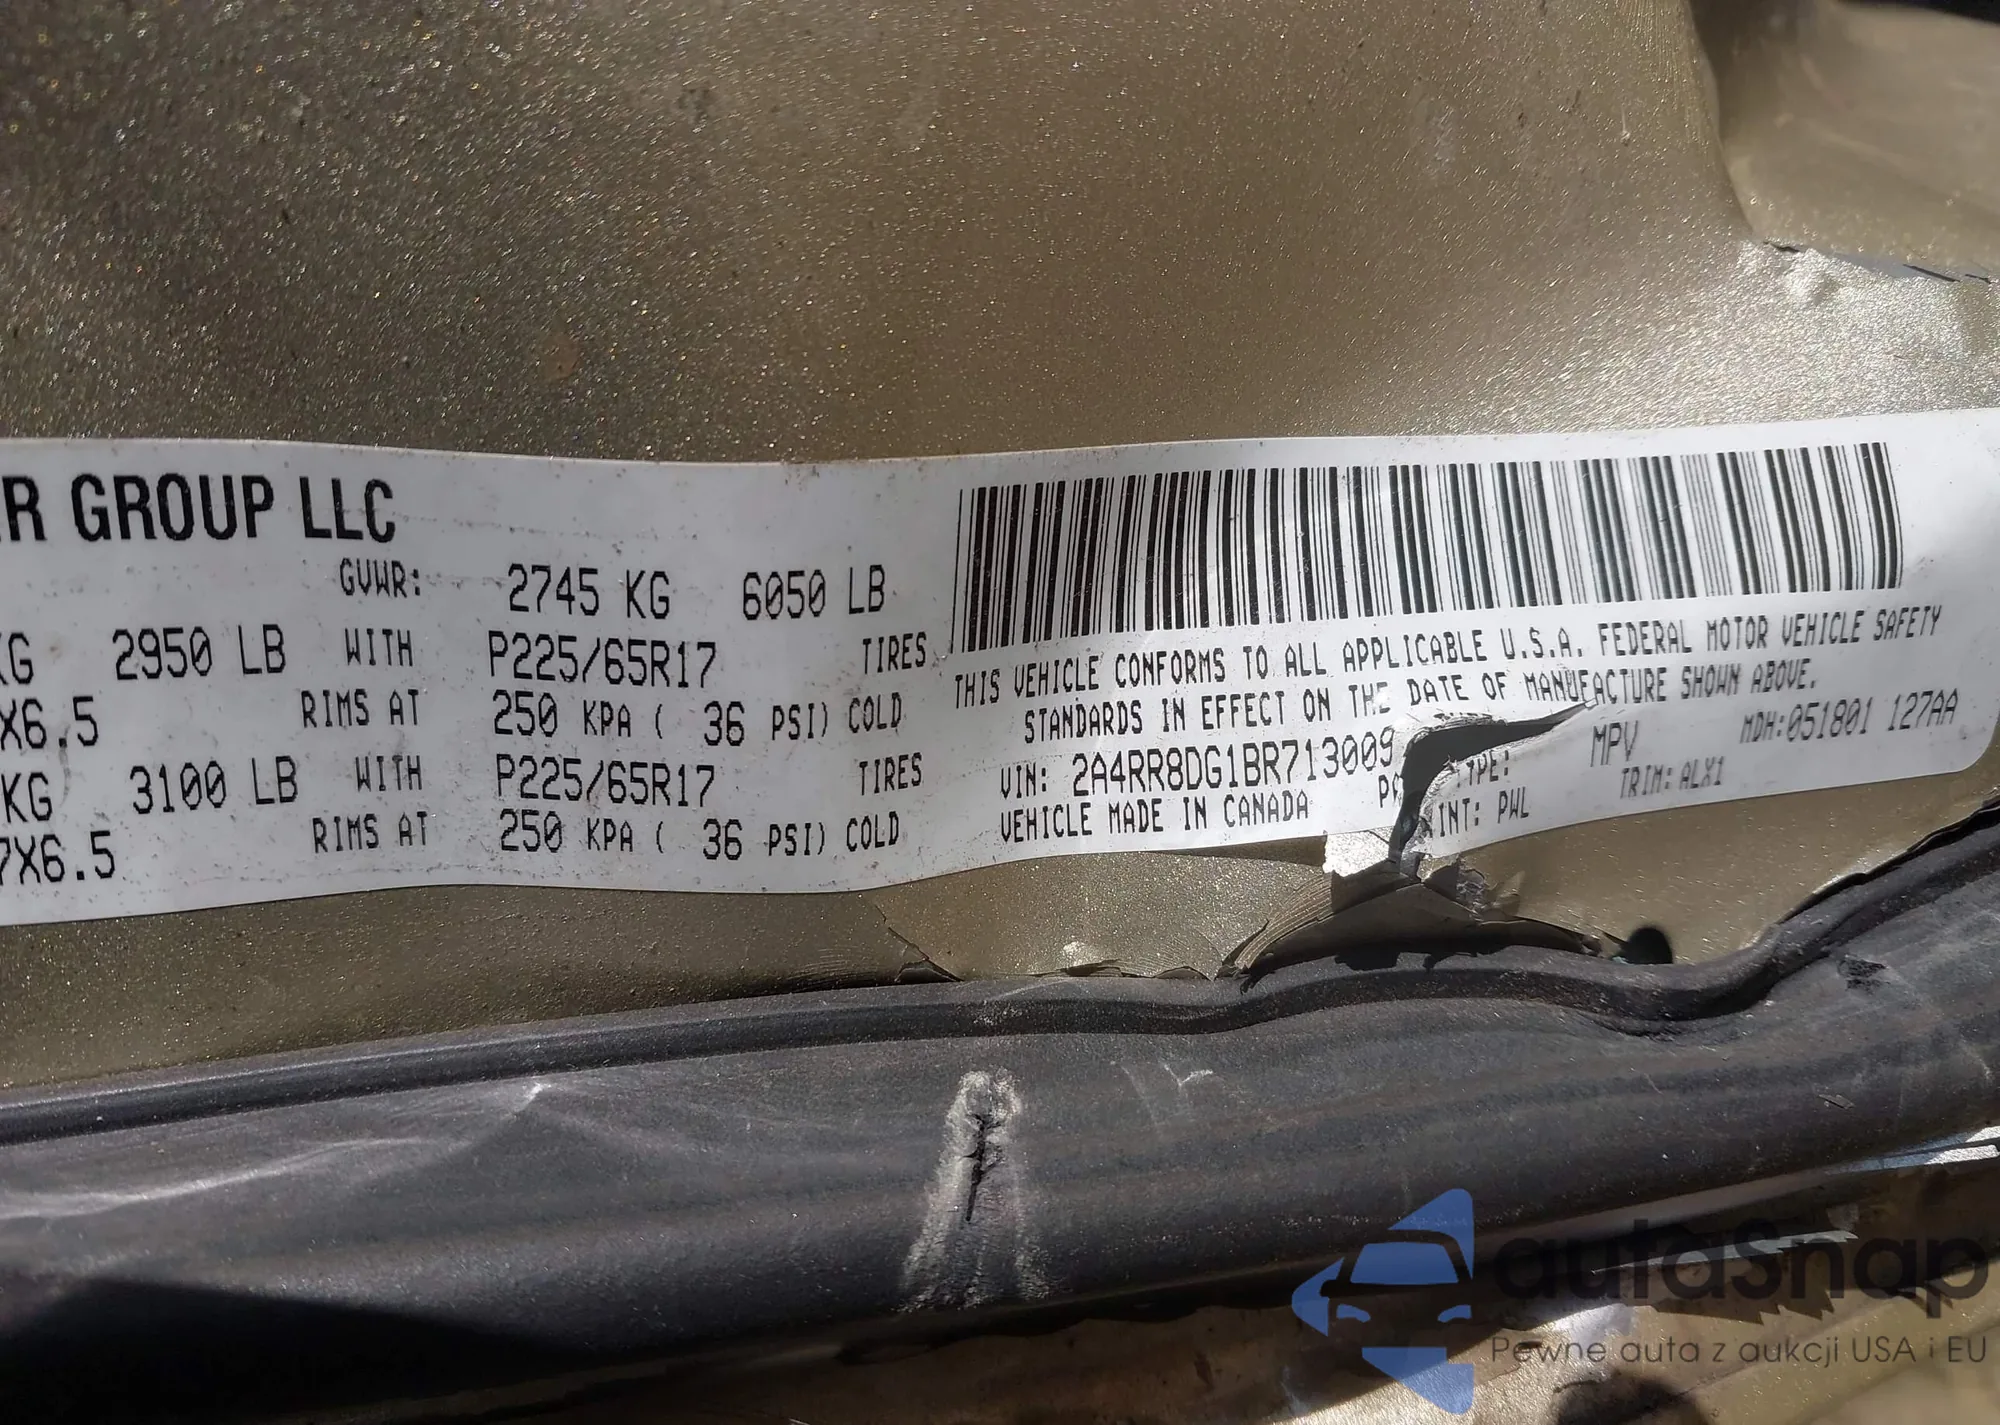 R GROUP LLC
GVWR: 2745 KG 6050 LB
KG 2950 LB WITH P225/65R17 TIRES
X6.5 RIMS AT 250 KPA ( 36 PSI) COLD
KG 3100 LB WITH P225/65R17 TIRES
7X6.5 RIMS AT 250 KPA ( 36 PSI) COLD
THIS VEHICLE CONFORMS TO ALL APPLICABLE U.S.A. FEDERAL MOTOR VEHICLE SAFETY
STANDARDS IN EFFECT ON THE DATE OF MANUFACTURE SHOWN ABOVE.
MDH:051801 127AA
VIN: 2A4RR8DG1BR713009 YPE: MPV
VEHICLE MADE IN CANADA INT: PWL TRIM: ALX1
autaSnap
Pewne auta z aukcji USA i EU